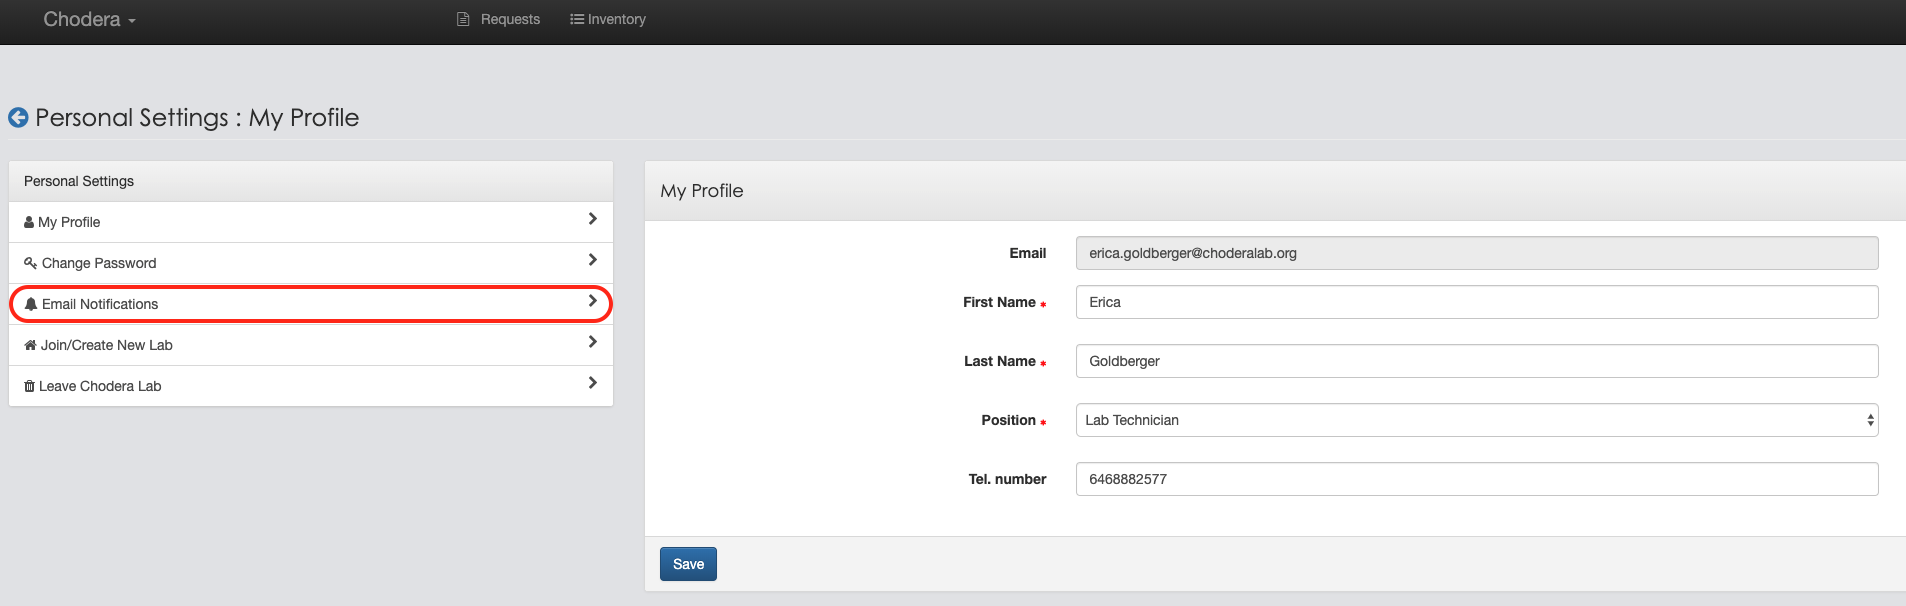 Chodera
Requests
Inventory
Personal Settings : My Profile
Personal Settings
My Profile
Change Password
Email Notifications
Join/Create New Lab
Leave Chodera Lab
My Profile
Email erica.goldberger@choderalab.org
First Name * Erica
Last Name * Goldberger
Position * Lab Technician
Tel. number 6468882577
Save